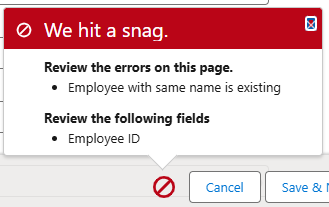 We hit a snag.
Review the errors on this page.
• Employee with same name is existing
Review the following fields
• Employee ID
Cancel
Save &